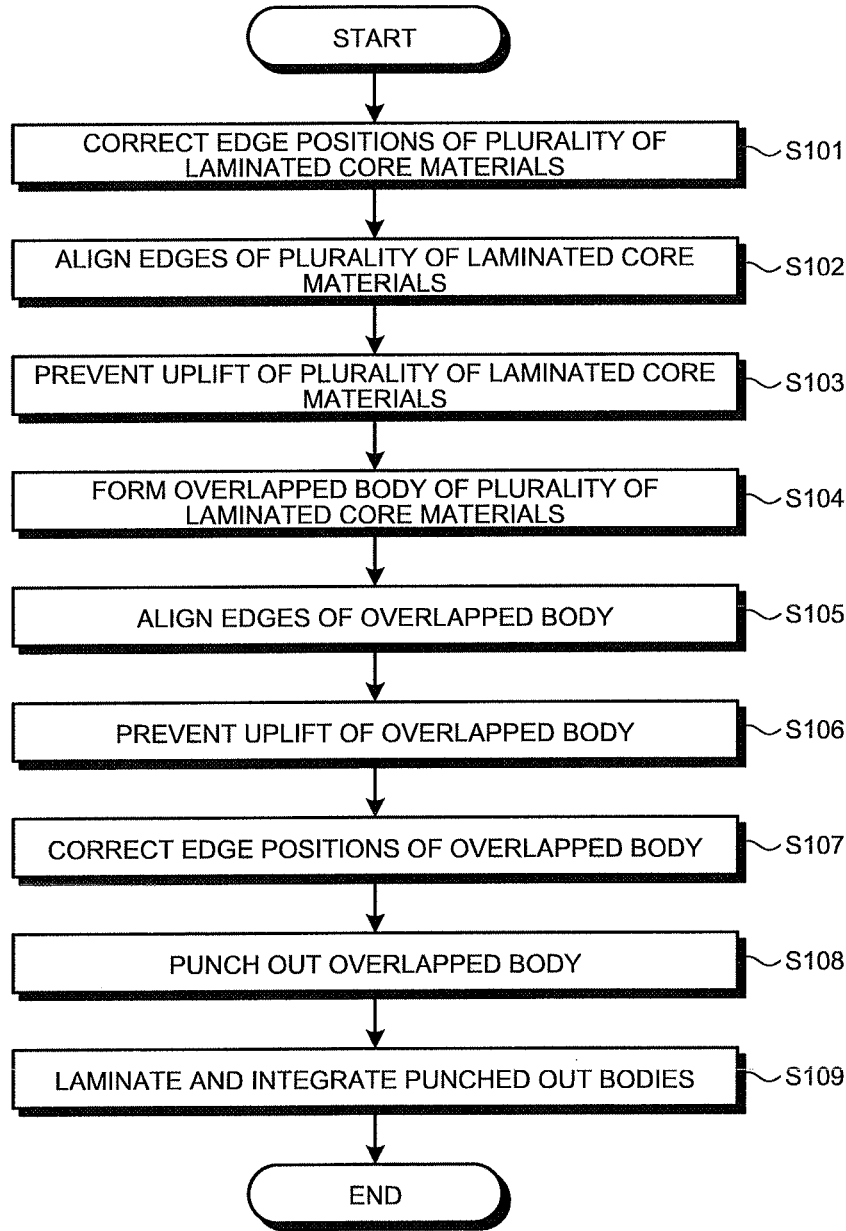 START
CORRECT EDGE POSITIONS OF PLURALITY OF
LAMINATED CORE MATERIALS
S101
ALIGN EDGES OF PLURALITY OF LAMINATED CORE
MATERIALS
S102
PREVENT UPLIFT OF PLURALITY OF LAMINATED CORE
MATERIALS
S103
FORM OVERLAPPED BODY OF PLURALITY OF
LAMINATED CORE MATERIALS
S104
ALIGN EDGES OF OVERLAPPED BODY
S105
PREVENT UPLIFT OF OVERLAPPED BODY
S106
CORRECT EDGE POSITIONS OF OVERLAPPED BODY
S107
PUNCH OUT OVERLAPPED BODY
S108
LAMINATE AND INTEGRATE PUNCHED OUT BODIES
S109
END